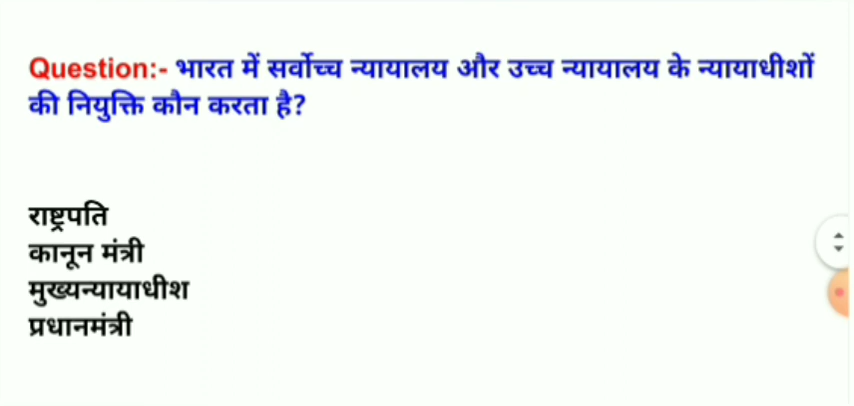 Question:- भारत में सर्वोच्च न्यायालय और उच्च न्यायालय के न्यायाधीशों
की नियुक्ति कौन करता है?
राष्ट्रपति
कानून मंत्री
मुख्यन्यायाधीश
प्रधानमंत्री